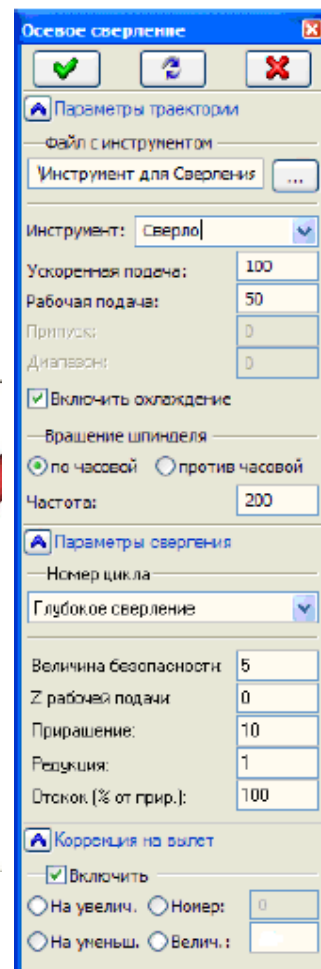 Осевое сверление
Параметры траектории
Файл с инструментом
\Инструмент для Сверления ...
Инструмент: Сверло
Ускоренная подача: 100
Рабочая подача: 50
Припуск: 0
Диапазон: 0
Включить охлаждение
Вращение шпинделя
по часовой против часовой
Частота: 200
Параметры сверления
Номер цикла
Глубокое сверление
Величина безопасности: 5
Z рабочей подачи 0
Приращение: 10
Редукция: 1
Отскок (% от прир.): 100
Коррекция на вылет
Включить
На увелич. Номер: 0
На уменьш. Велич.: